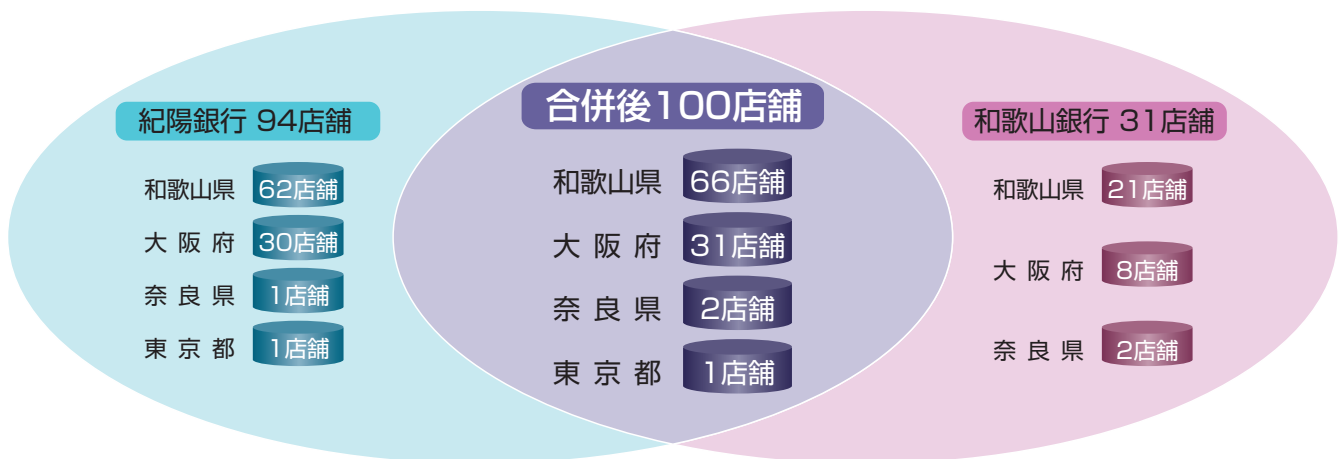 紀陽銀行 94店舗
和歌山県 62店舗
大阪府 30店舗
奈良県 1店舗
東京都 1店舗
合併後100店舗
和歌山県 66店舗
大阪府 31店舗
奈良県 2店舗
東京都 1店舗
和歌山銀行 31店舗
和歌山県 21店舗
大阪府 8店舗
奈良県 2店舗